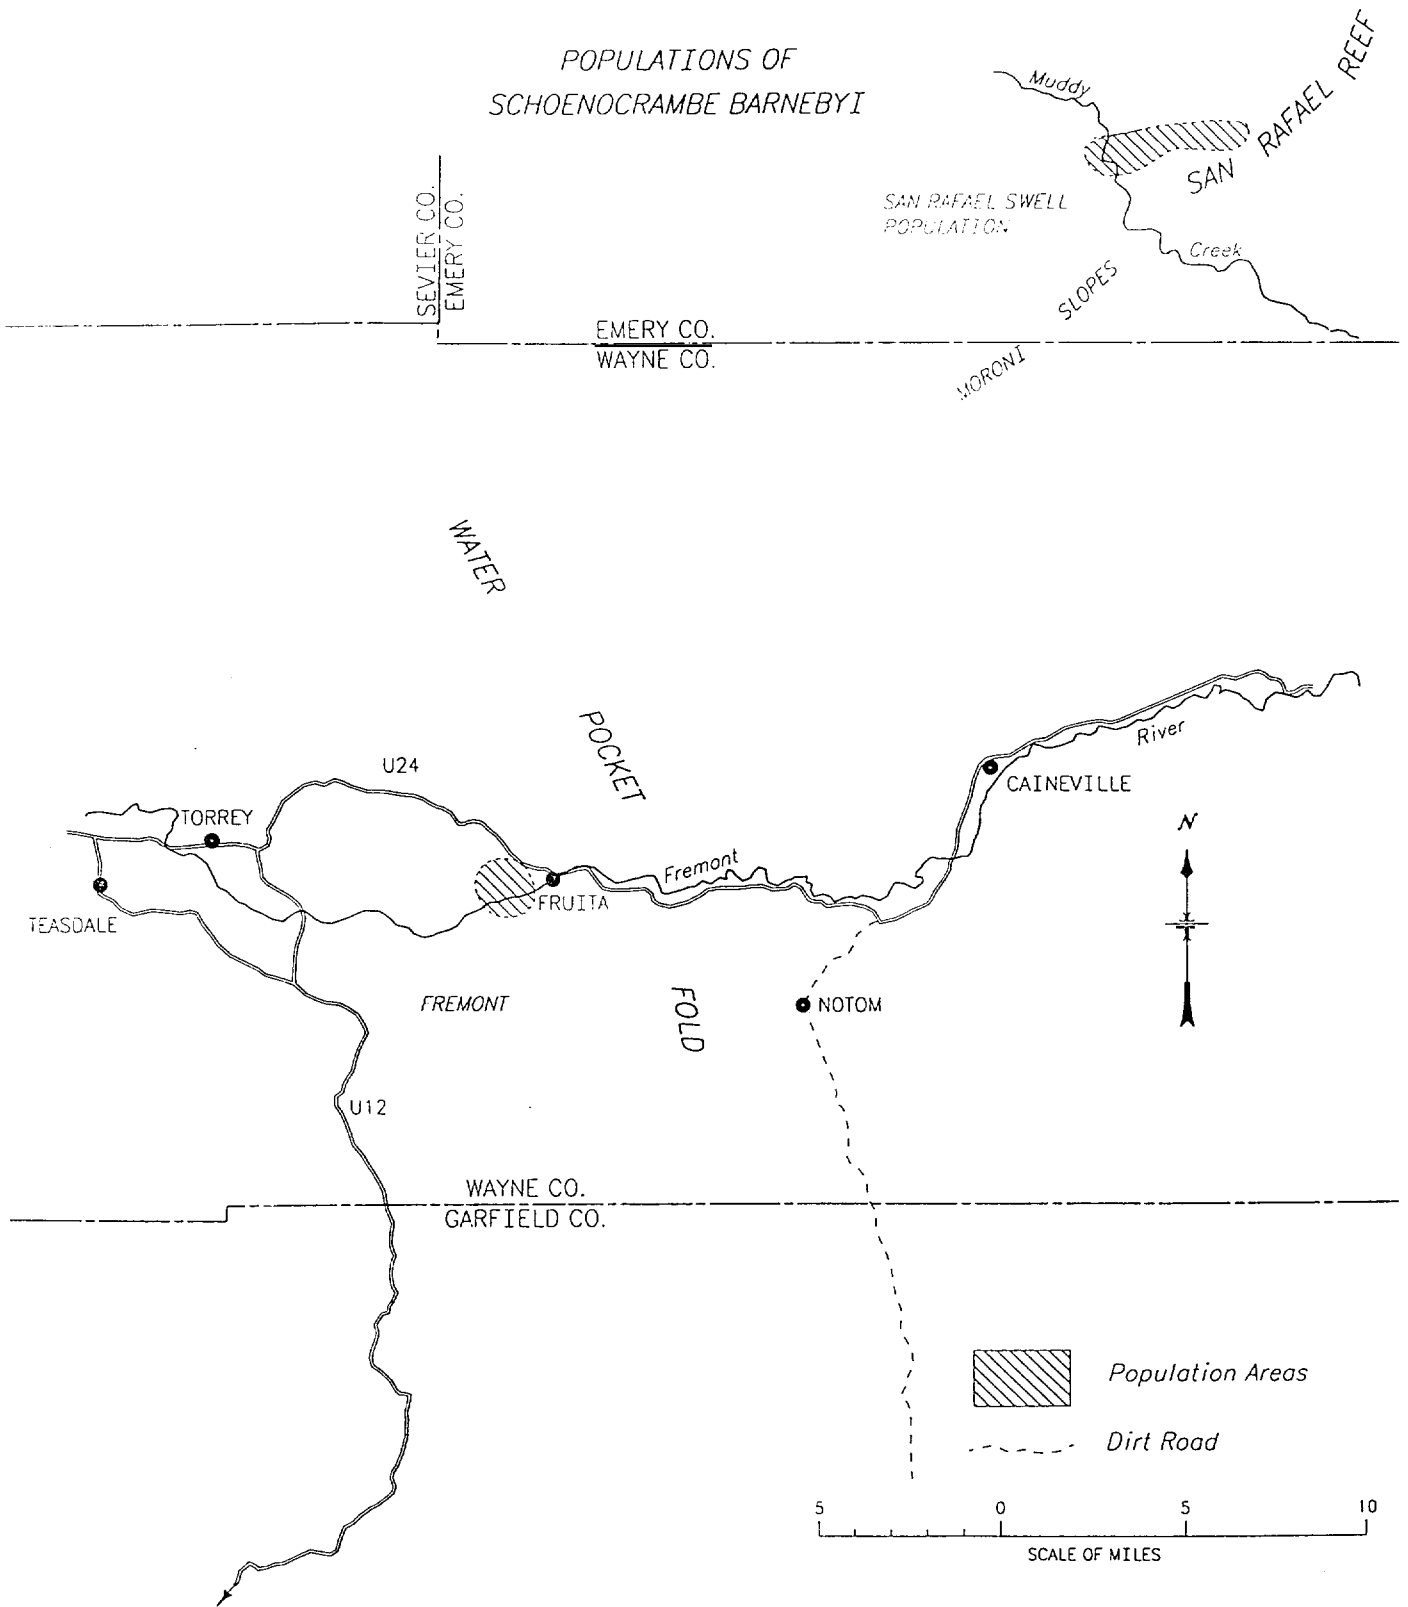 POPULATIONS OF
SCHOENOCRAMBE BARNEBYI
Muddy
SAN RAFAEL REEF
SEVIER CO.
EMERY CO.
SAN RAFAEL SWELL
POPULATION
Creek
SLOPES
MORONI
EMERY CO.
WAYNE CO.
WATER
POCKET
FOLD
U24
TORREY
TEASDALE
FRUITA
Fremont
River
CAINEVILLE
N
FREMONT
NOTOM
U12
WAYNE CO.
GARFIELD CO.
Population Areas
Dirt Road
5 0 5 10
SCALE OF MILES